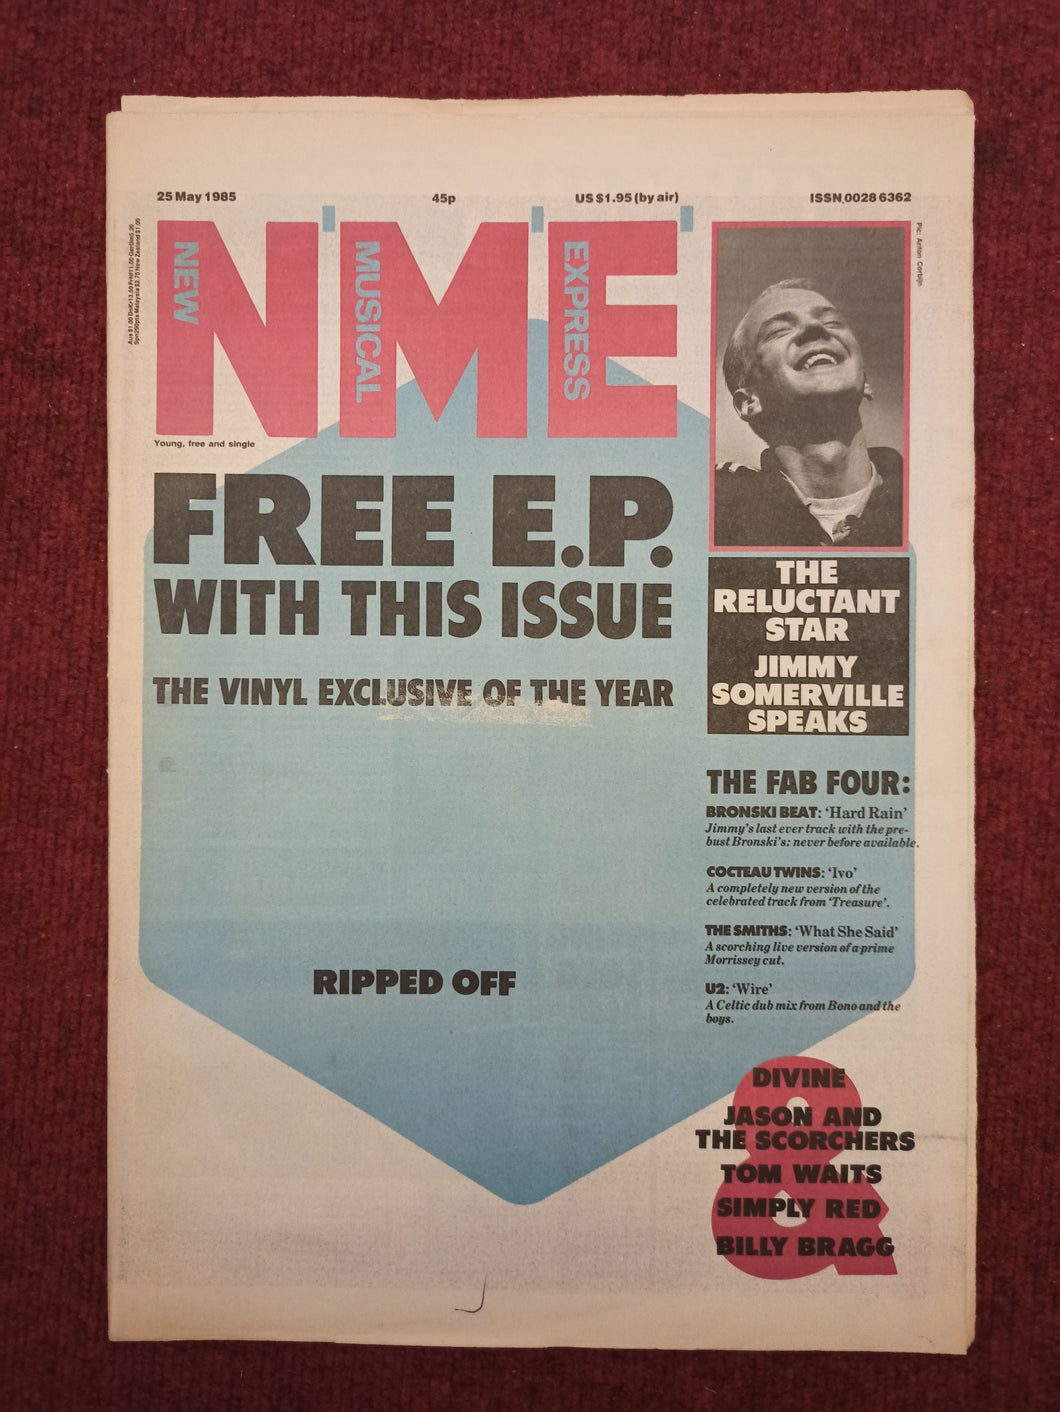 25 May 1985
45p
US $1.95 (by air)
ISSN 0028 6362
N'M'E'
NEW
MUSICAL
EXPRESS
Young, free and single
Pic: Anton Corbijn
FREE E.P.
WITH THIS ISSUE
THE VINYL EXCLUSIVE OF THE YEAR
RIPPED OFF
THE
RELUCTANT
STAR
JIMMY
SOMERVILLE
SPEAKS
THE FAB FOUR:
BRONSKI BEAT: ‘Hard Rain’
Jimmy's last ever track with the pre-
bust Bronski's: never before available.
COCTEAU TWINS: ‘Ivo’
A completely new version of the
celebrated track from ‘Treasure’.
THE SMITHS: ‘What She Said’
A scorching live version of a prime
Morrissey cut.
U2: ‘Wire’
A Celtic dub mix from Bono and the
boys.
&
DIVINE
JASON AND
THE SCORCHERS
TOM WAITS
SIMPLY RED
BILLY BRAGG